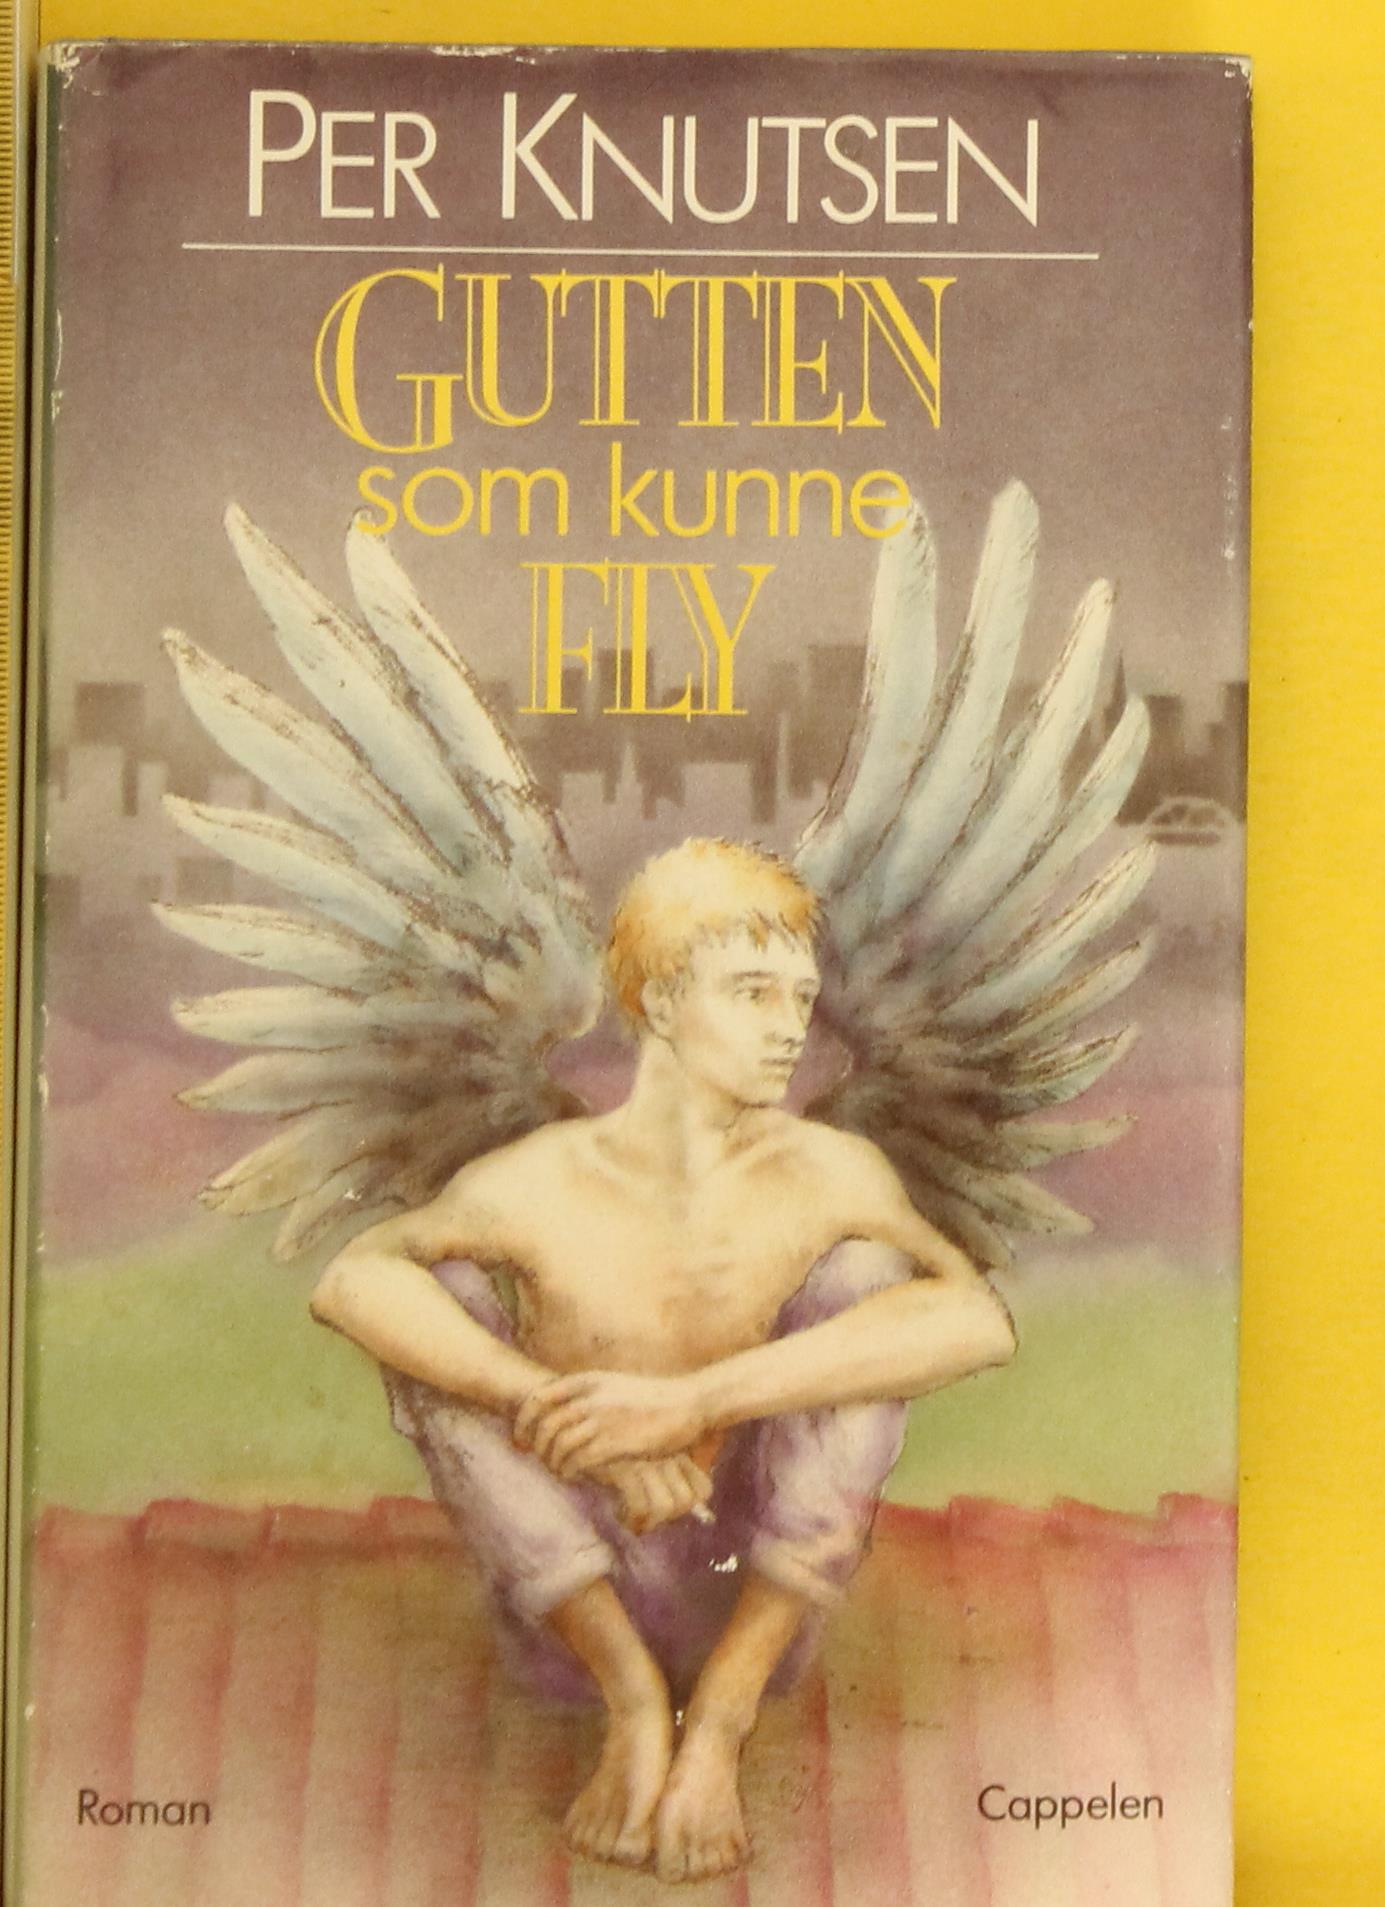 PER KNUTSEN
GUTTEN
som kunne
FLY
Roman
Cappelen